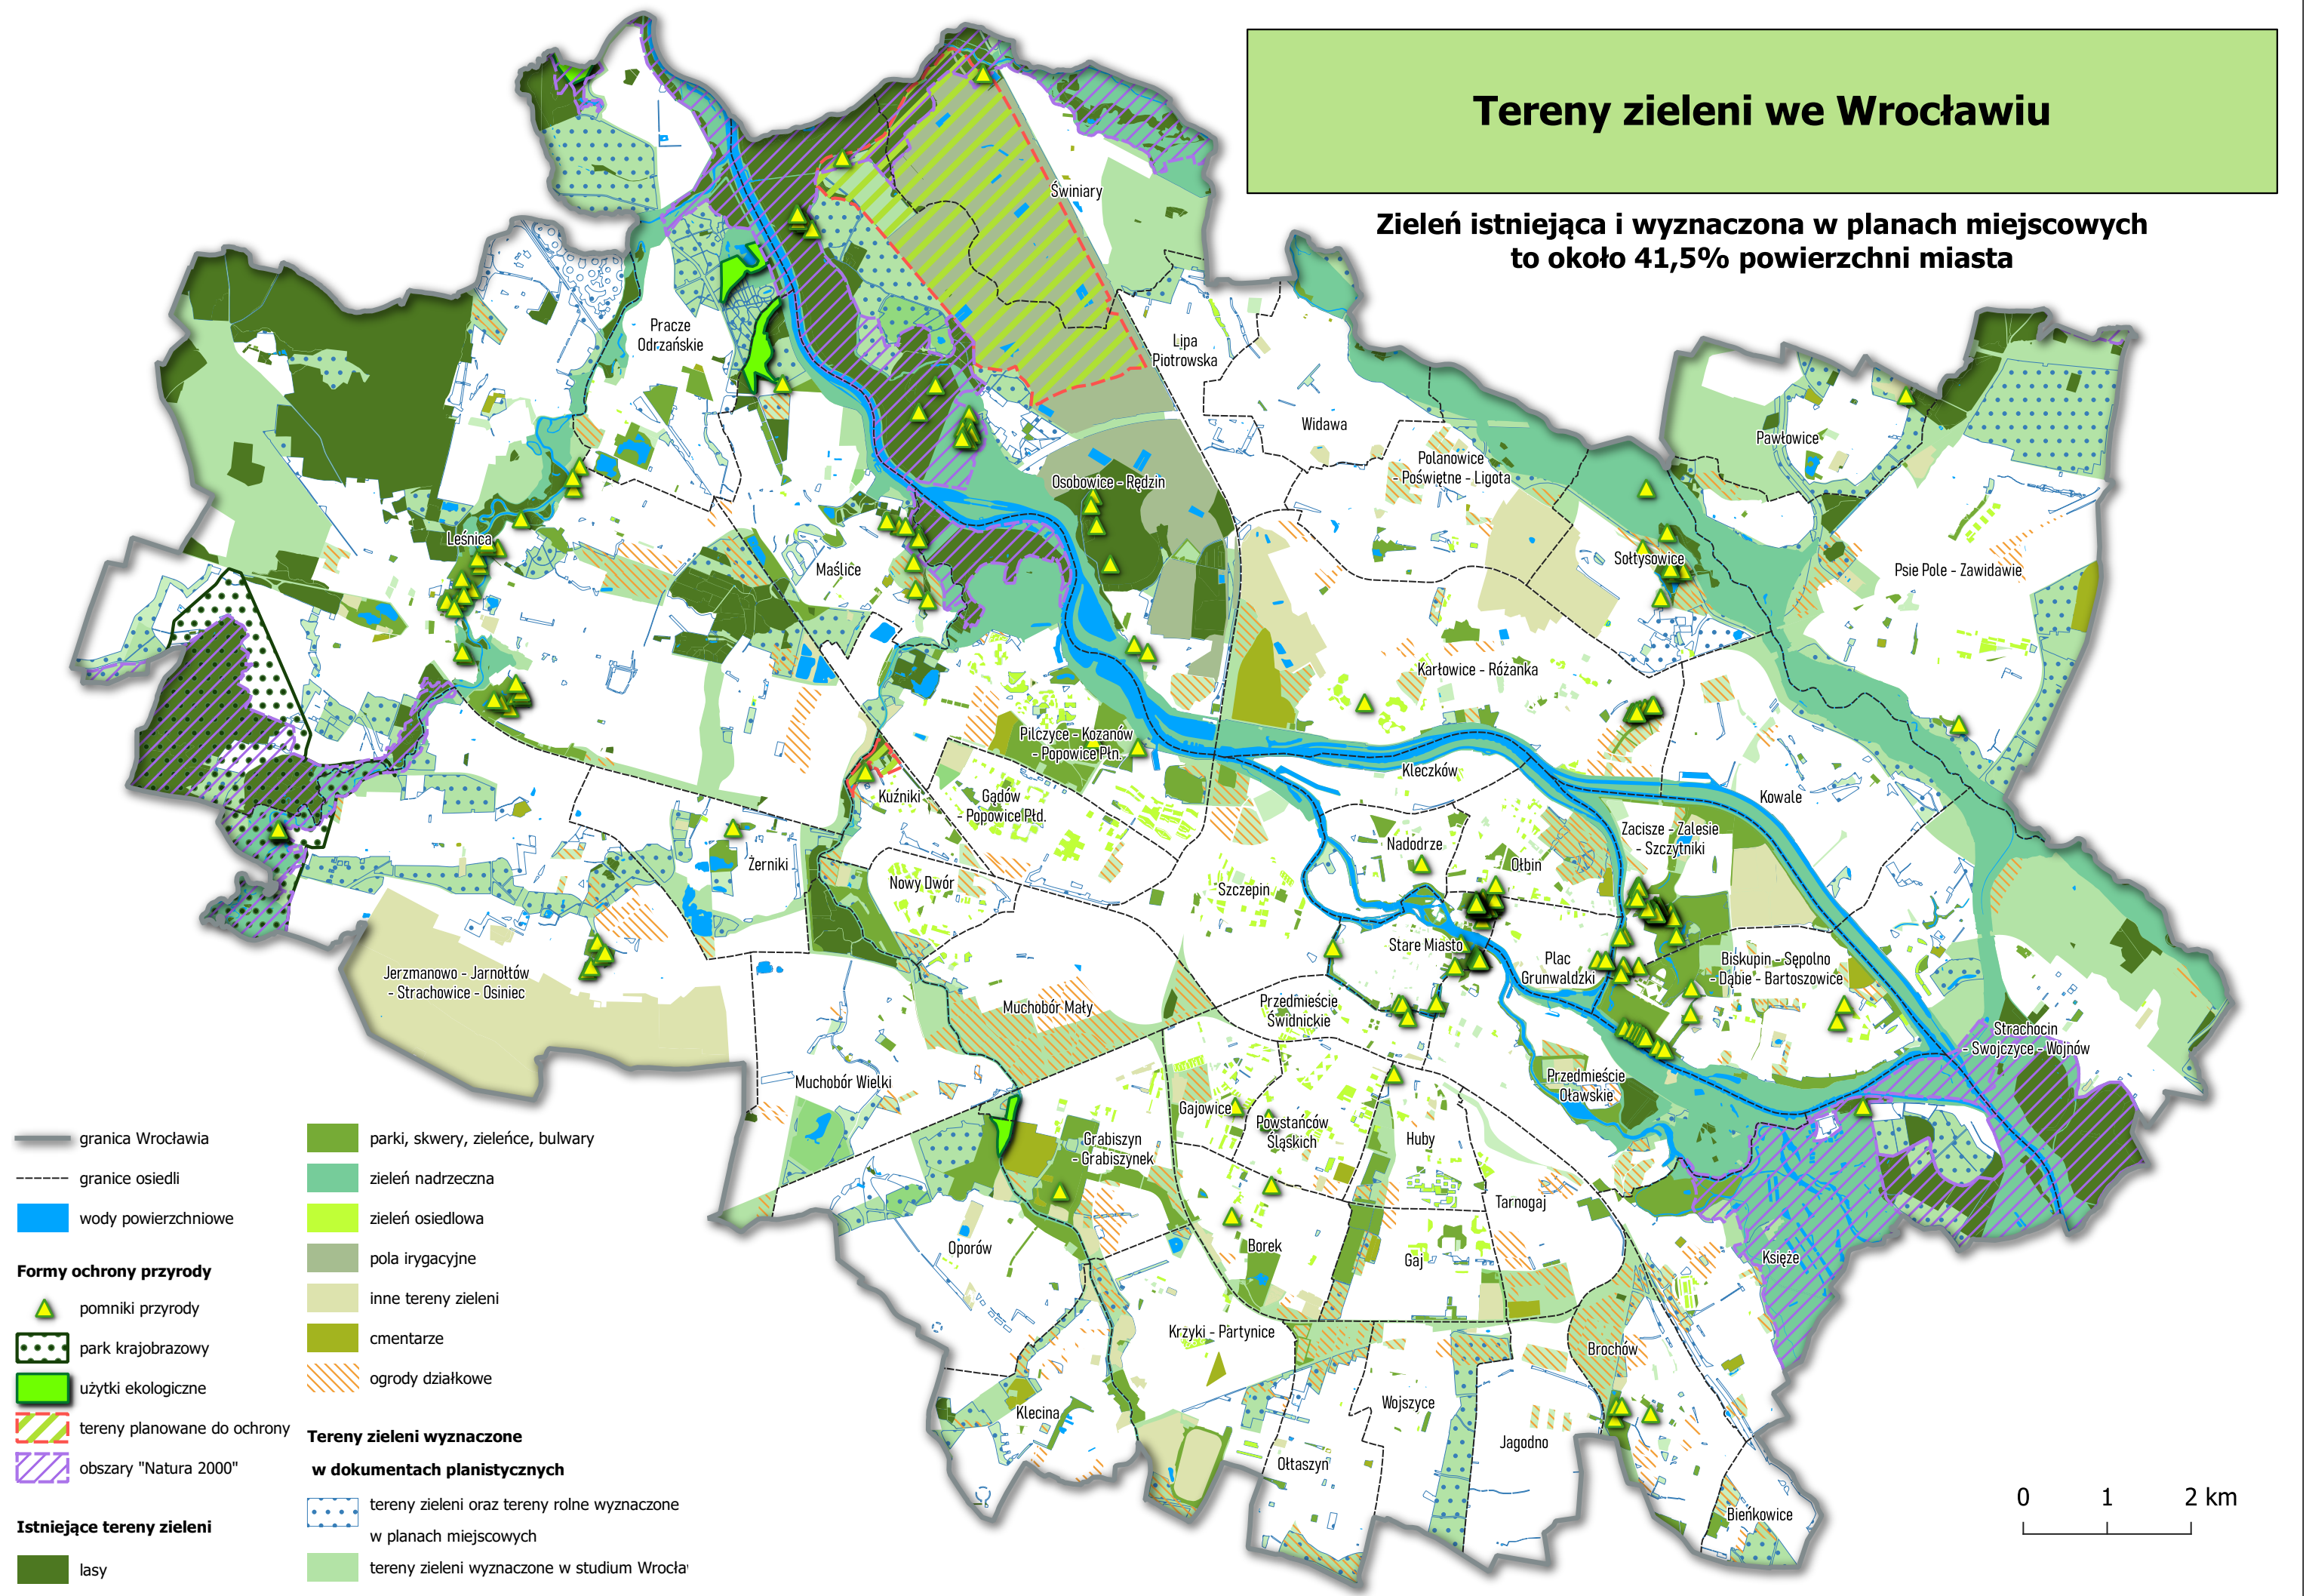 Tereny zieleni we Wrocławiu
Zieleń istniejąca i wyznaczona w planach miejscowych
to około 41,5% powierzchni miasta
Świniary
Pracze
Odrzańskie
Lipa
Piotrowska
Widawa
Pawłowice
Polanowice
- Poświętne - Ligota
Osobowice - Rędzin
Leśnica
Maślice
Sołtysowice
Psie Pole - Zawidawie
Karłowice - Różanka
Pilczyce - Kozanów
- Popowice Płn.
Kleczków
Kowale
Kuźniki
Gądów
- Popowice Płd.
Zacisze - Zalesie
- Szczytniki
Nadodrze
Ołbin
Żerniki
Nowy Dwór
Szczepin
Stare Miasto
Plac
Grunwaldzki
Biskupin - Sępolno
- Dąbie - Bartoszowice
Jerzmanowo - Jarnołtów
- Strachowice - Osiniec
Muchobór Mały
Przedmieście
Świdnickie
Strachocin
- Swojczyce - Wojnów
Muchobór Wielki
Przedmieście
Oławskie
Gajowice
Powstańców
Śląskich
Huby
Grabiszyn
- Grabiszynek
Tarnogaj
Oporów
Borek
Gaj
Księże
Krzyki - Partynice
Brochów
Klecina
Wojszyce
Jagodno
Ołtaszyn
Bieńkowice
granica Wrocławia
granice osiedli
wody powierzchniowe
Formy ochrony przyrody
pomniki przyrody
park krajobrazowy
użytki ekologiczne
tereny planowane do ochrony
obszary "Natura 2000"
Istniejące tereny zieleni
lasy
parki, skwery, zieleńce, bulwary
zieleń nadrzeczna
zieleń osiedlowa
pola irygacyjne
inne tereny zieleni
cmentarze
ogrody działkowe
Tereny zieleni wyznaczone
w dokumentach planistycznych
tereny zieleni oraz tereny rolne wyznaczone
w planach miejscowych
tereny zieleni wyznaczone w studium Wrocła
0 1 2 km